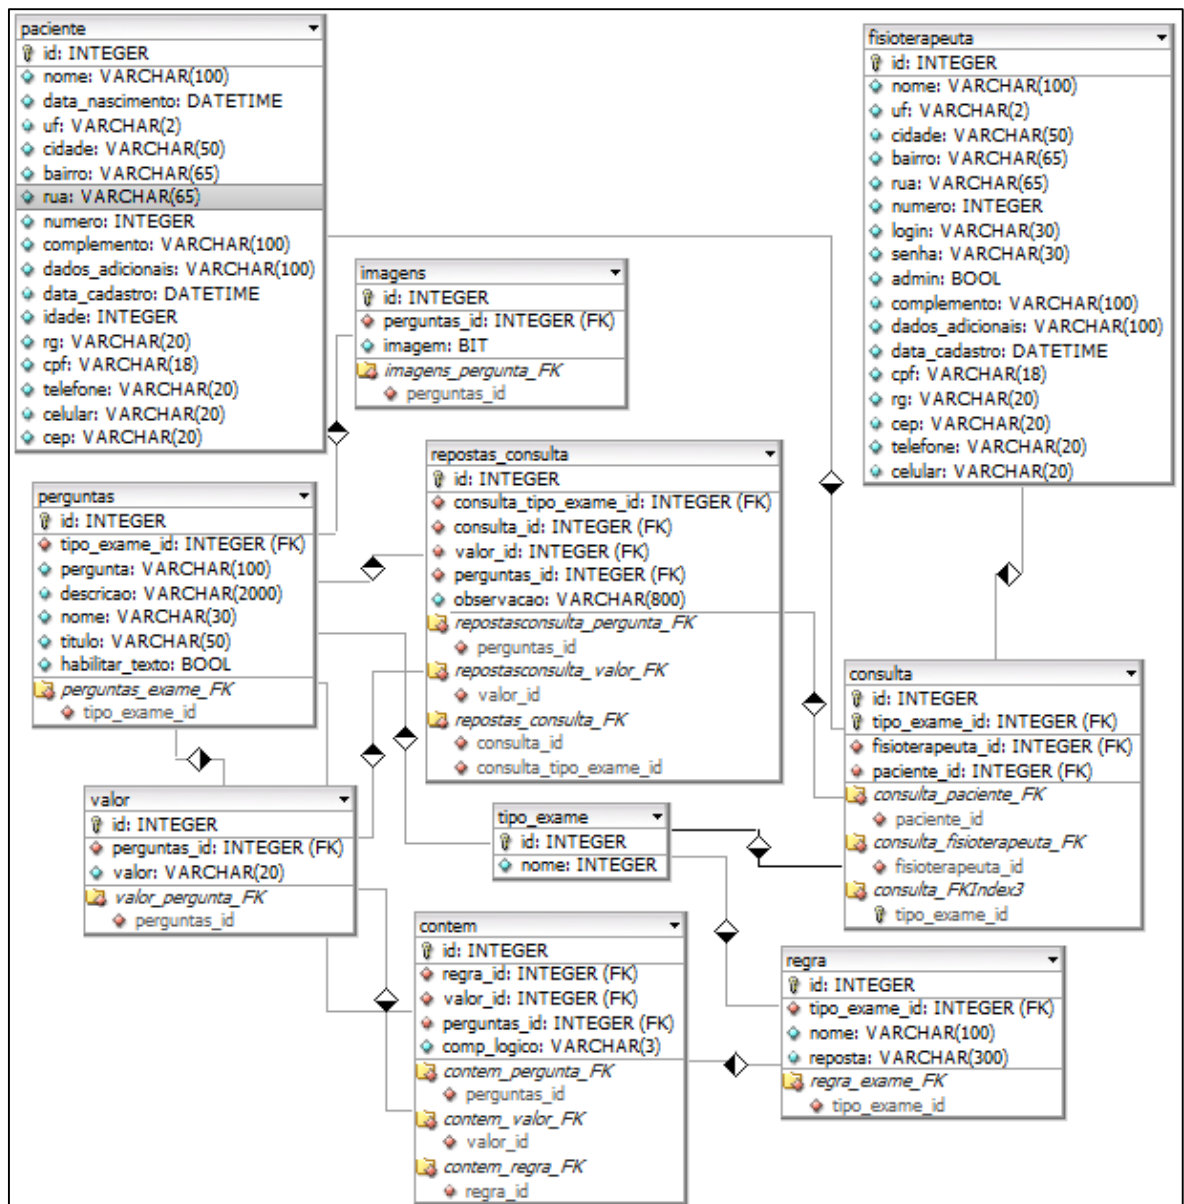 paciente
id: INTEGER
nome: VARCHAR(100)
data_nascimento: DATETIME
uf: VARCHAR(2)
cidade: VARCHAR(50)
bairro: VARCHAR(65)
rua: VARCHAR(65)
numero: INTEGER
complemento: VARCHAR(100)
dados_adicionais: VARCHAR(100)
data_cadastro: DATETIME
idade: INTEGER
rg: VARCHAR(20)
cpf: VARCHAR(18)
telefone: VARCHAR(20)
celular: VARCHAR(20)
cep: VARCHAR(20)
fisioterapeuta
id: INTEGER
nome: VARCHAR(100)
uf: VARCHAR(2)
cidade: VARCHAR(50)
bairro: VARCHAR(65)
rua: VARCHAR(65)
numero: INTEGER
login: VARCHAR(30)
senha: VARCHAR(30)
admin: BOOL
complemento: VARCHAR(100)
dados_adicionais: VARCHAR(100)
data_cadastro: DATETIME
cpf: VARCHAR(18)
rg: VARCHAR(20)
cep: VARCHAR(20)
telefone: VARCHAR(20)
celular: VARCHAR(20)
imagens
id: INTEGER
perguntas_id: INTEGER (FK)
imagem: BIT
imagens_pergunta_FK
perguntas_id
repostas_consulta
id: INTEGER
consulta_tipo_exame_id: INTEGER (FK)
consulta_id: INTEGER (FK)
valor_id: INTEGER (FK)
perguntas_id: INTEGER (FK)
observacao: VARCHAR(800)
repostasconsulta_pergunta_FK
perguntas_id
repostasconsulta_valor_FK
valor_id
repostas_consulta_FK
consulta_id
consulta_tipo_exame_id
perguntas
id: INTEGER
tipo_exame_id: INTEGER (FK)
pergunta: VARCHAR(100)
descricao: VARCHAR(2000)
nome: VARCHAR(30)
titulo: VARCHAR(50)
habilitar_texto: BOOL
perguntas_exame_FK
tipo_exame_id
consulta
id: INTEGER
tipo_exame_id: INTEGER (FK)
fisioterapeuta_id: INTEGER (FK)
paciente_id: INTEGER (FK)
consulta_paciente_FK
paciente_id
consulta_fisioterapeuta_FK
fisioterapeuta_id
consulta_FKIndex3
tipo_exame_id
valor
id: INTEGER
perguntas_id: INTEGER (FK)
valor: VARCHAR(20)
valor_pergunta_FK
perguntas_id
tipo_exame
id: INTEGER
nome: INTEGER
contem
id: INTEGER
regra_id: INTEGER (FK)
valor_id: INTEGER (FK)
perguntas_id: INTEGER (FK)
comp_logico: VARCHAR(3)
contem_pergunta_FK
perguntas_id
contem_valor_FK
valor_id
contem_regra_FK
regra_id
regra
id: INTEGER
tipo_exame_id: INTEGER (FK)
nome: VARCHAR(100)
reposta: VARCHAR(300)
regra_exame_FK
tipo_exame_id